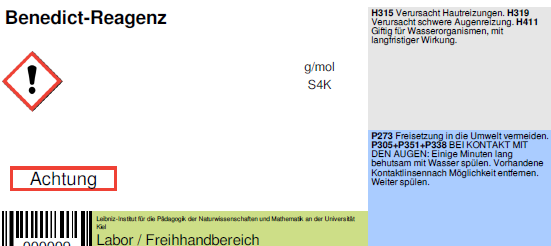 Benedict-Reagenz
g/mol
S4K
Achtung
H315 Verursacht Hautreizungen. H319
Verursacht schwere Augenreizung. H411
Giftig für Wasserorganismen, mit
langfristiger Wirkung.
P273 Freisetzung in die Umwelt vermeiden.
P305+P351+P338 BEI KONTAKT MIT
DEN AUGEN: Einige Minuten lang
behutsam mit Wasser spülen. Vorhandene
Kontaktlinsennach Möglichkeit entfernen.
Weiter spülen.
Leibniz-Institut für die Pädagogik der Naturwissenschaften und Mathematik an der Universität
Kiel
Labor / Freihandbereich